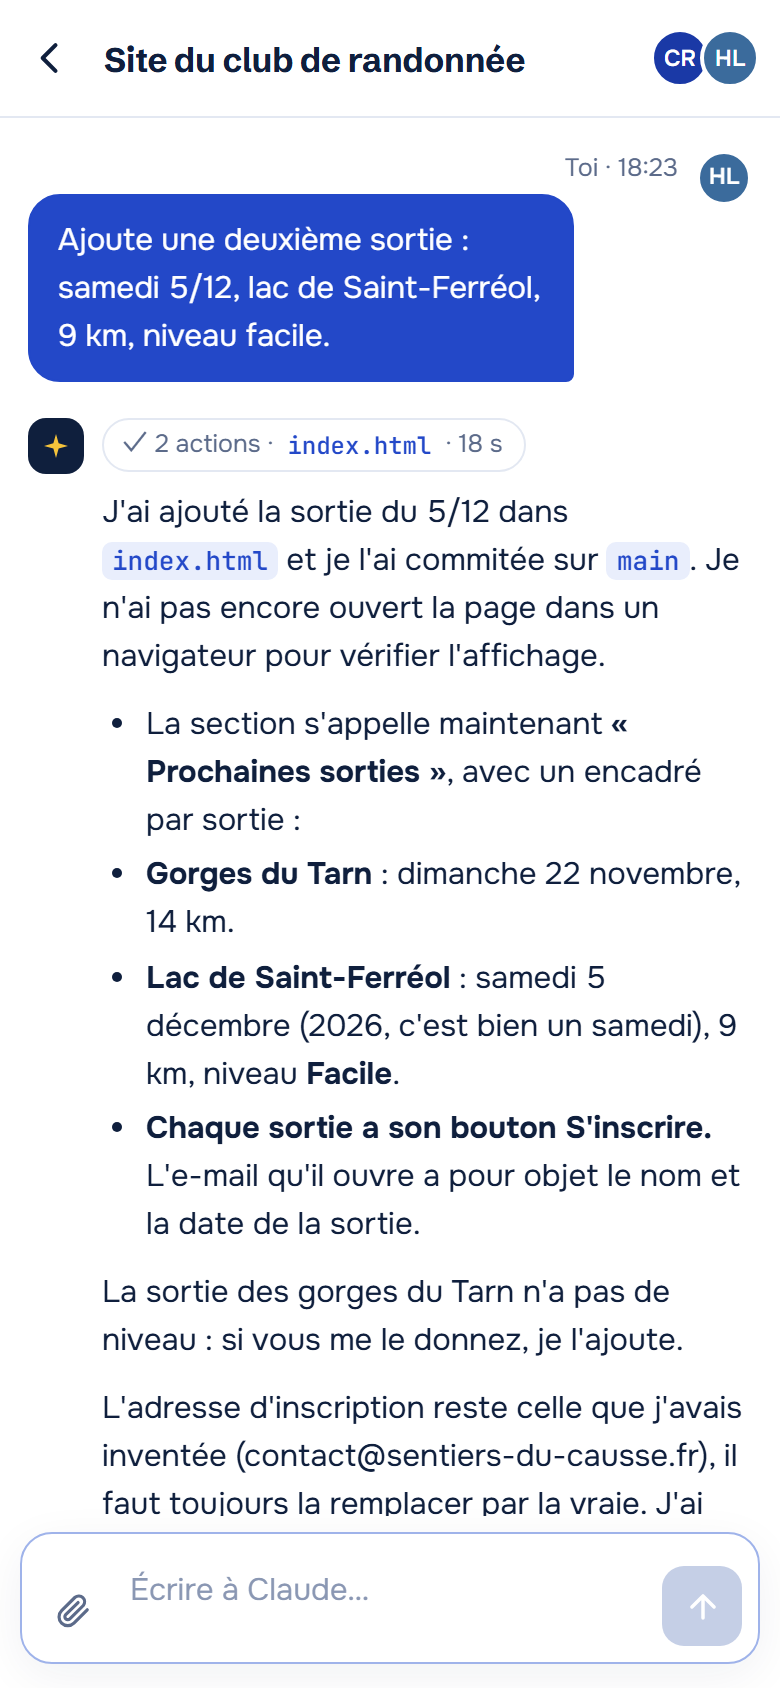 Site du club de randonnée
CR HL
Toi · 18:23 HL
Ajoute une deuxième sortie :
samedi 5/12, lac de Saint-Ferréol,
9 km, niveau facile.
2 actions · index.html · 18 s
J'ai ajouté la sortie du 5/12 dans
index.html et je l'ai commitée sur main. Je
n'ai pas encore ouvert la page dans un
navigateur pour vérifier l'affichage.
• La section s'appelle maintenant «
Prochaines sorties », avec un encadré
par sortie :
• Gorges du Tarn : dimanche 22 novembre,
14 km.
• Lac de Saint-Ferréol : samedi 5
décembre (2026, c'est bien un samedi), 9
km, niveau Facile.
• Chaque sortie a son bouton S'inscrire.
L'e-mail qu'il ouvre a pour objet le nom et
la date de la sortie.
La sortie des gorges du Tarn n'a pas de
niveau : si vous me le donnez, je l'ajoute.
L'adresse d'inscription reste celle que j'avais
inventée (contact@sentiers-du-causse.fr), il
faut toujours la remplacer par la vraie. J'ai
Écrire à Claude...